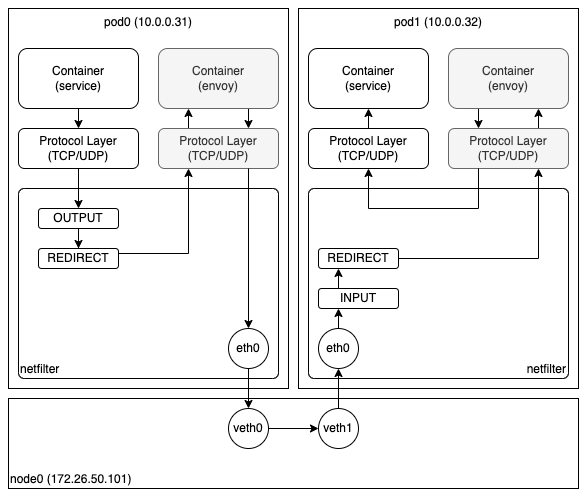 pod0 (10.0.0.31)
Container
(service)
Container
(envoy)
Protocol Layer
(TCP/UDP)
Protocol Layer
(TCP/UDP)
OUTPUT
REDIRECT
eth0
netfilter
pod1 (10.0.0.32)
Container
(service)
Container
(envoy)
Protocol Layer
(TCP/UDP)
Protocol Layer
(TCP/UDP)
REDIRECT
INPUT
eth0
netfilter
veth0
veth1
node0 (172.26.50.101)